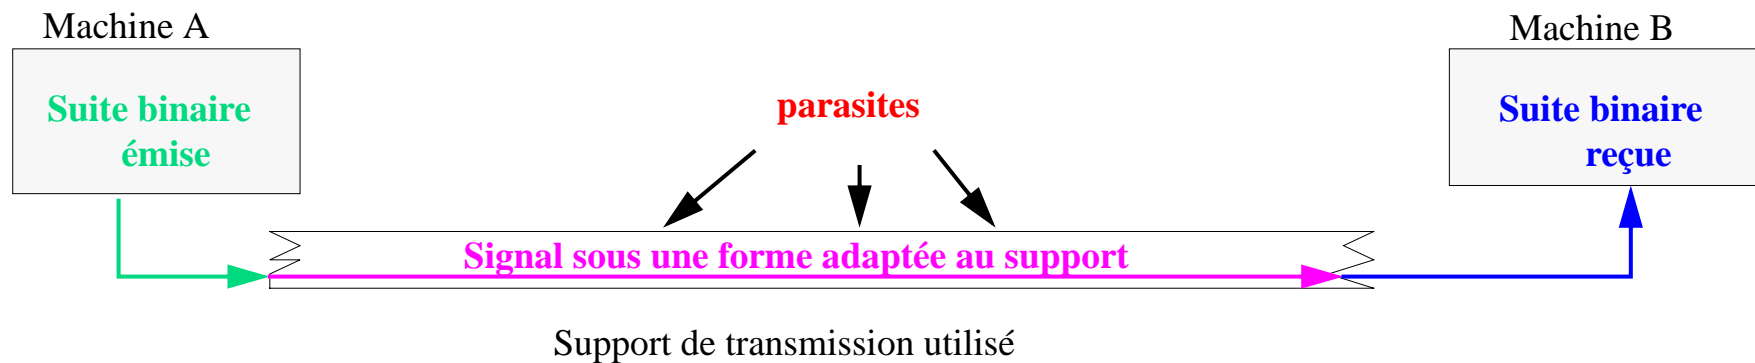 Machine A
Machine B
Suite binaire
émise
parasites
Suite binaire
reçue
Signal sous une forme adaptée au support
Support de transmission utilisé